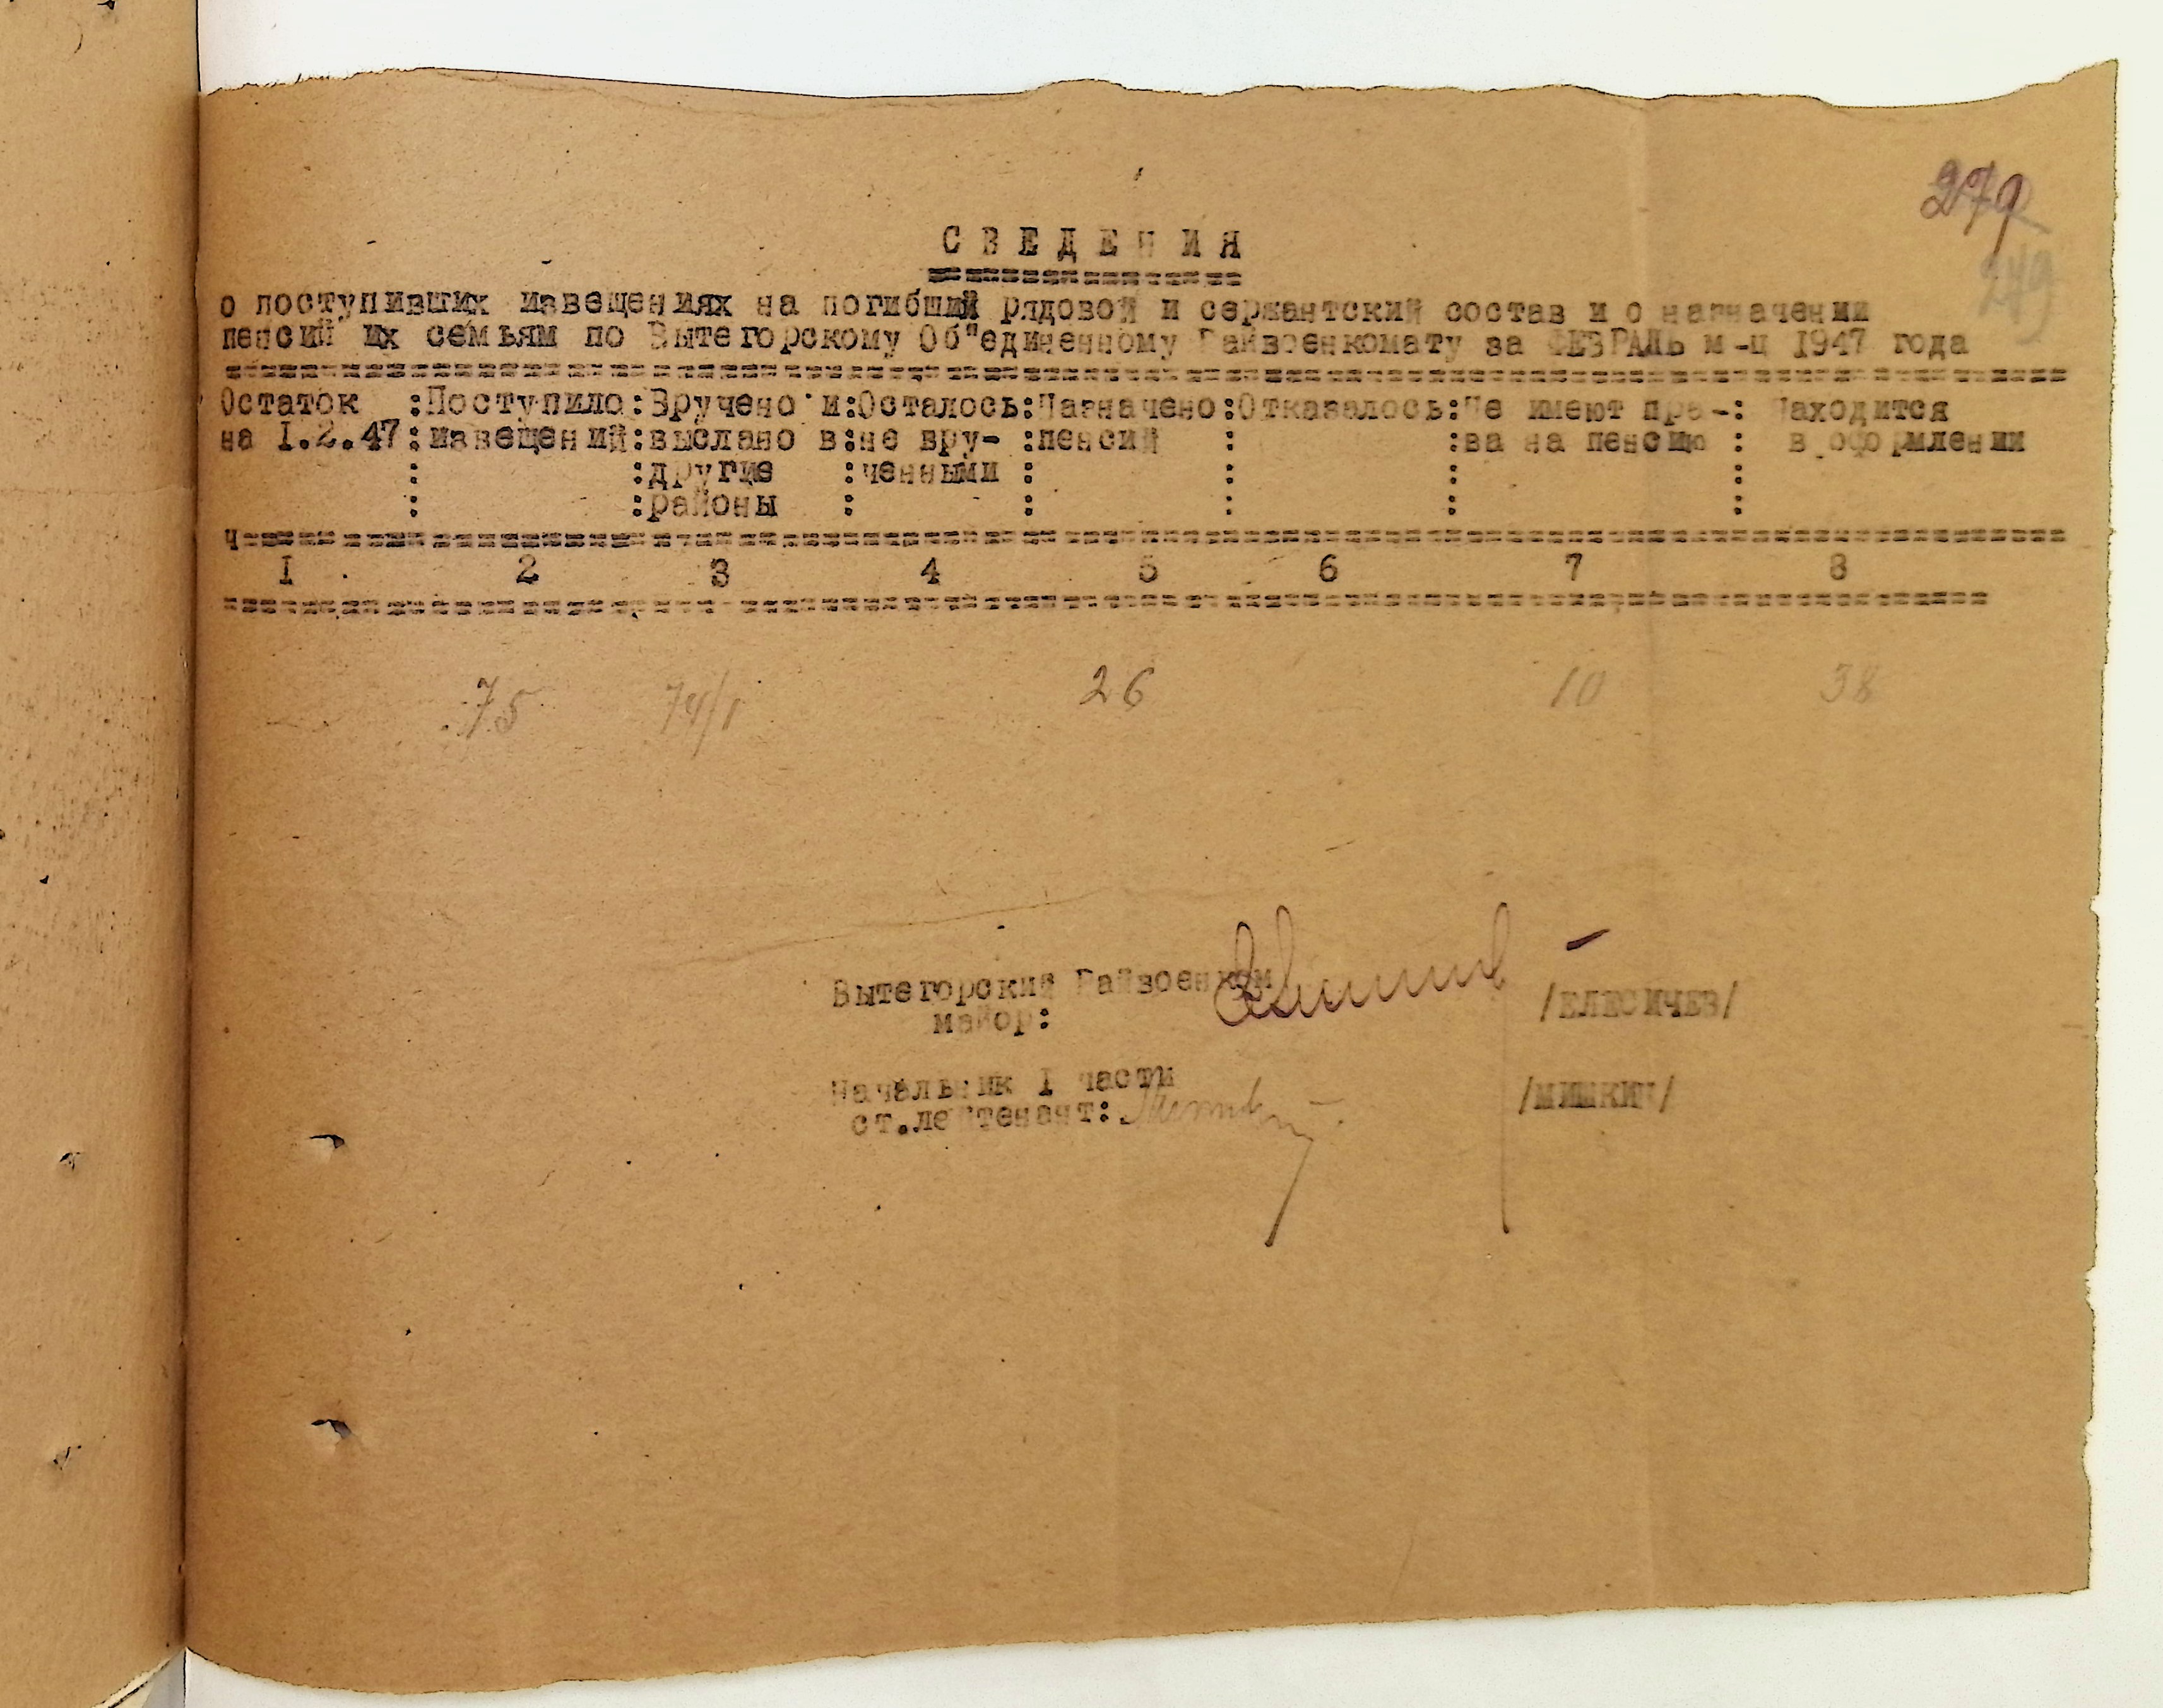 279
249
СВЕДЕНИЯ
о поступивших извещениях на погибший рядовой и сержантский состав и о назначении
пенсий их семьям по Вытегорскому Об"единенному Райвоенкомату за ФЕВРАЛЬ м-ц 1947 года
Остаток :Поступило:Вручено и:Осталось:Назначено:Отказалось:Не имеют пра-: Находится
на I.2.47:извещений:выслано в:не вру- :пенсий : :ва на пенсию : в оформлении
: :другие :ченными : : : :
: :районы : : : : :
ч
I 2 3 4 5 6 7 8
75 74/1 26 10 38
Вытегорский Райвоенком
майор: /ЕЛЕСИЧЕВ/
Начальник I части
ст.лейтенант: /МИШКИН/